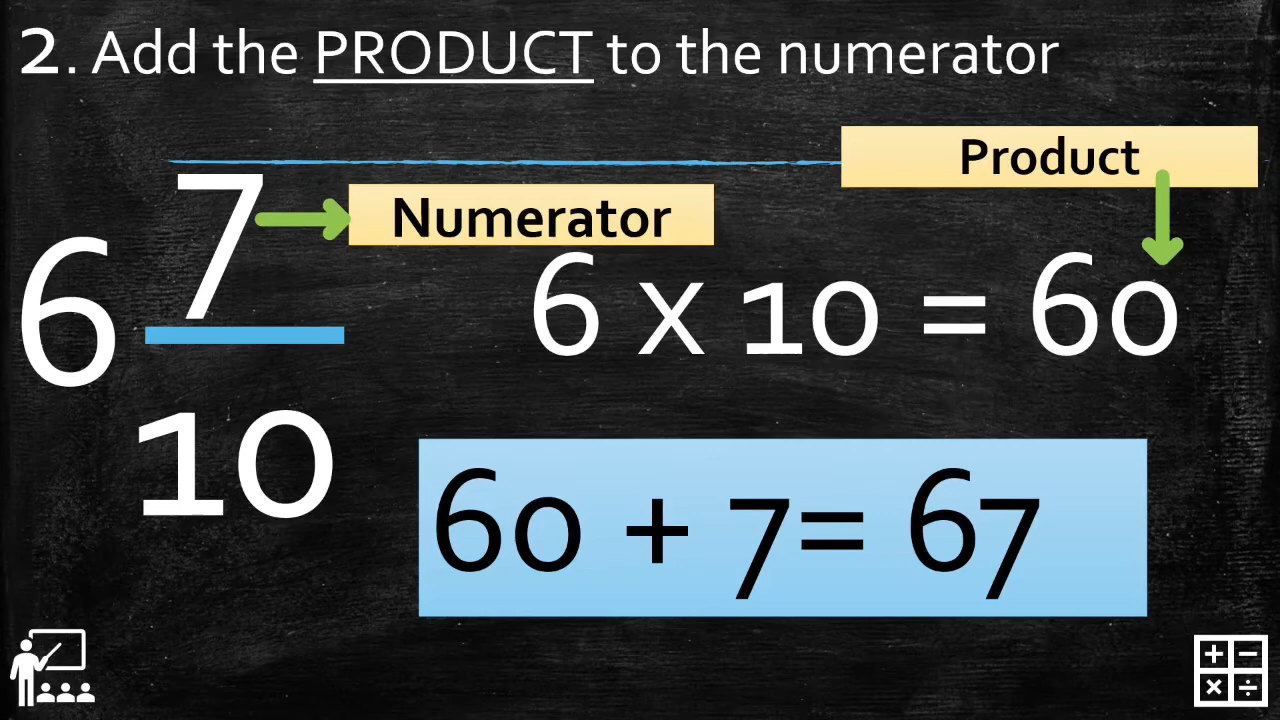 2. Add the PRODUCT to the numerator
Product
7
Numerator
6
6 x 10 = 60
10
60 + 7= 67
+ −
× ÷